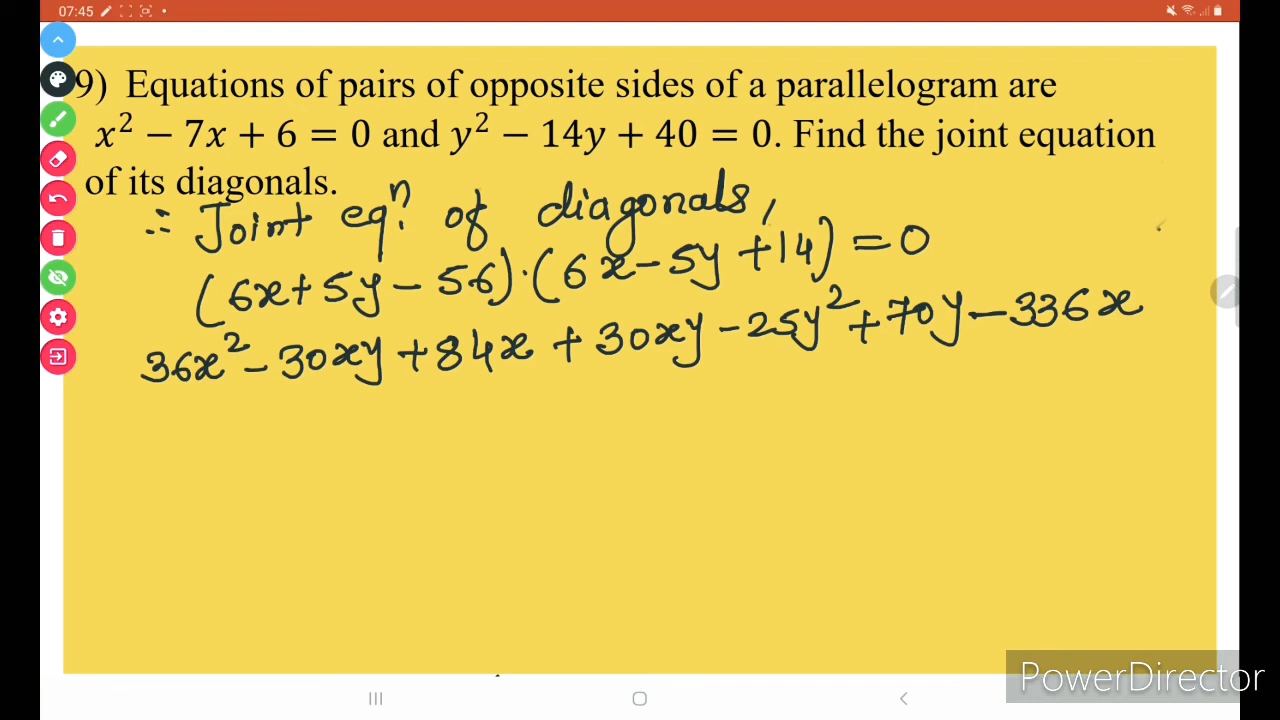 07:45
9) Equations of pairs of opposite sides of a parallelogram are
x² − 7x + 6 = 0 and y² − 14y + 40 = 0. Find the joint equation
of its diagonals.
∴ Joint eqⁿ. of diagonals,
(6x + 5y − 56)·(6x − 5y + 14) = 0
36x² − 30xy + 84x + 30xy − 25y² + 70y − 336x
PowerDirector